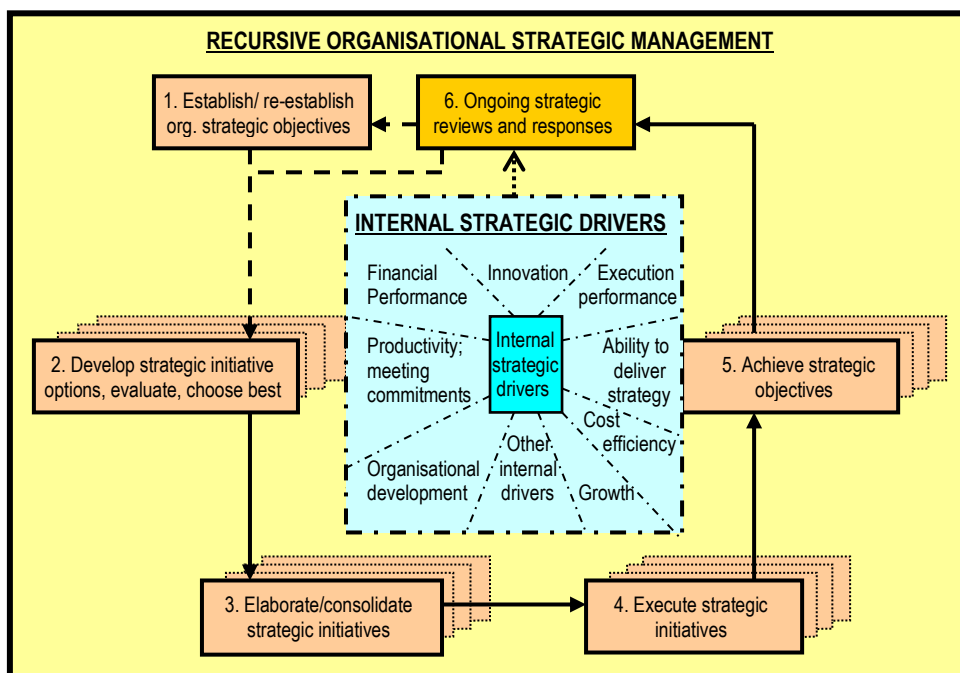 RECURSIVE ORGANISATIONAL STRATEGIC MANAGEMENT
1. Establish/ re-establish
org. strategic objectives
6. Ongoing strategic
reviews and responses
INTERNAL STRATEGIC DRIVERS
Financial
Performance
Innovation
Execution
performance
Productivity;
meeting
commitments
Internal
strategic
drivers
Ability to
deliver
strategy
Cost
efficiency
Organisational
development
Other
internal
drivers
Growth
2. Develop strategic initiative
options, evaluate, choose best
5. Achieve strategic
objectives
3. Elaborate/consolidate
strategic initiatives
4. Execute strategic
initiatives